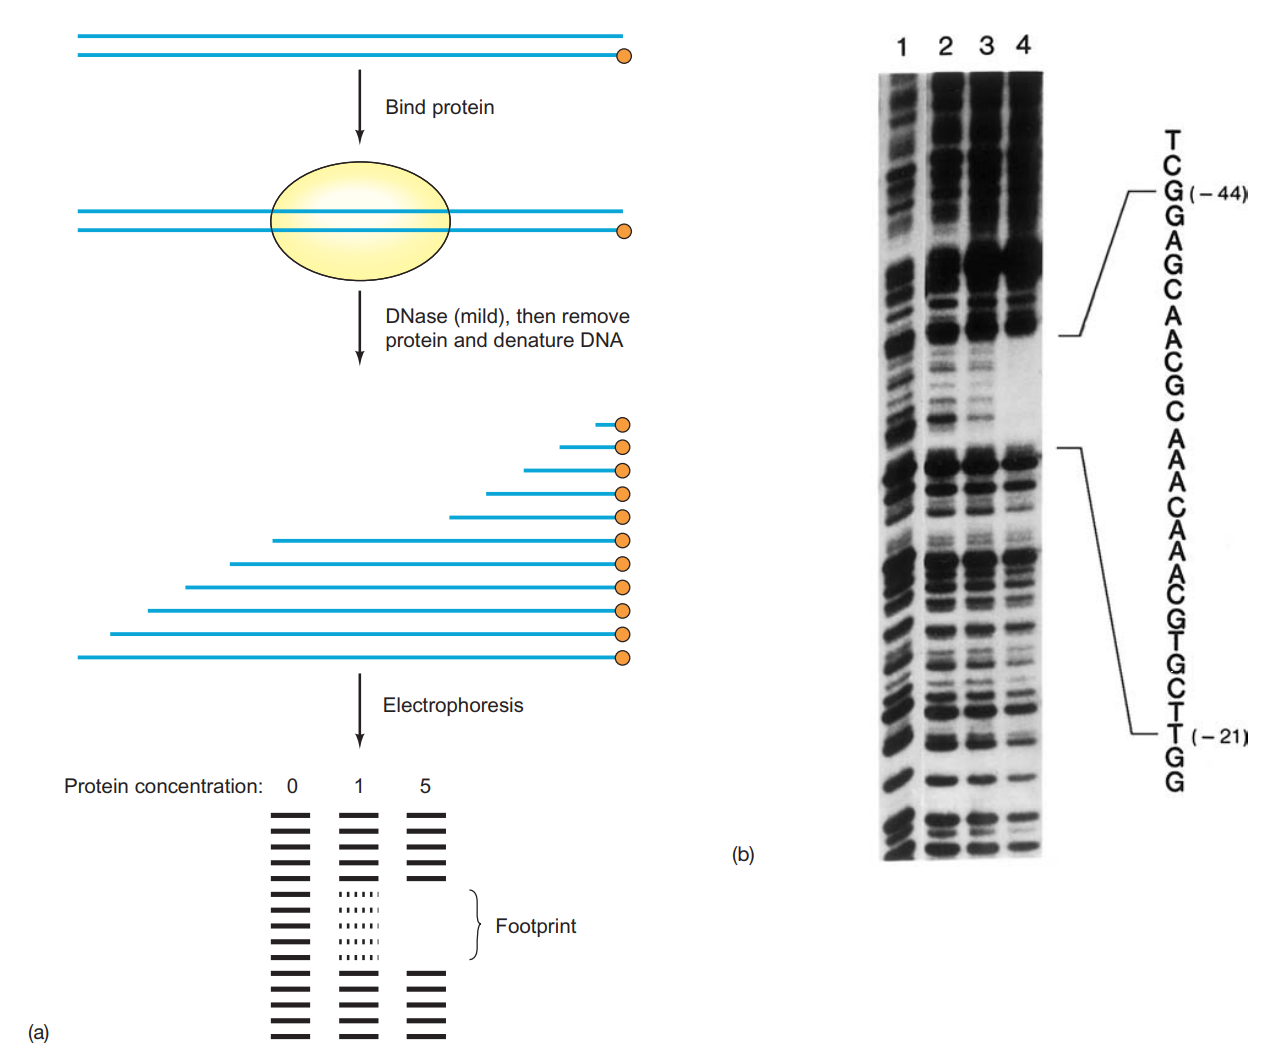 Bind protein
DNase (mild), then remove
protein and denature DNA
Electrophoresis
Protein concentration: 0 1 5
Footprint
(a)
1 2 3 4
T
C
G (– 44)
G
A
G
C
A
A
C
G
C
A
A
A
C
A
A
A
C
G
T
G
C
T
T (– 21)
G
G
(b)